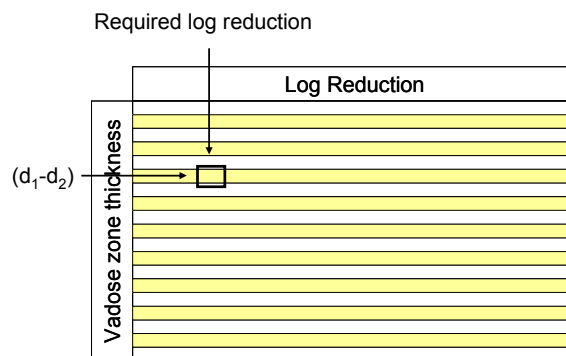 Required log reduction
Log Reduction
Vadose zone thickness
(d₁-d₂)